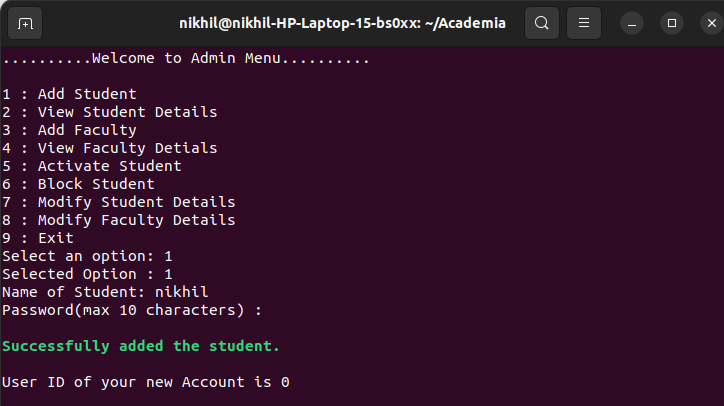 nikhil@nikhil-HP-Laptop-15-bs0xx: ~/Academia
..........Welcome to Admin Menu..........
1 : Add Student
2 : View Student Details
3 : Add Faculty
4 : View Faculty Detials
5 : Activate Student
6 : Block Student
7 : Modify Student Details
8 : Modify Faculty Details
9 : Exit
Select an option: 1
Selected Option : 1
Name of Student: nikhil
Password(max 10 characters) :
Successfully added the student.
User ID of your new Account is 0